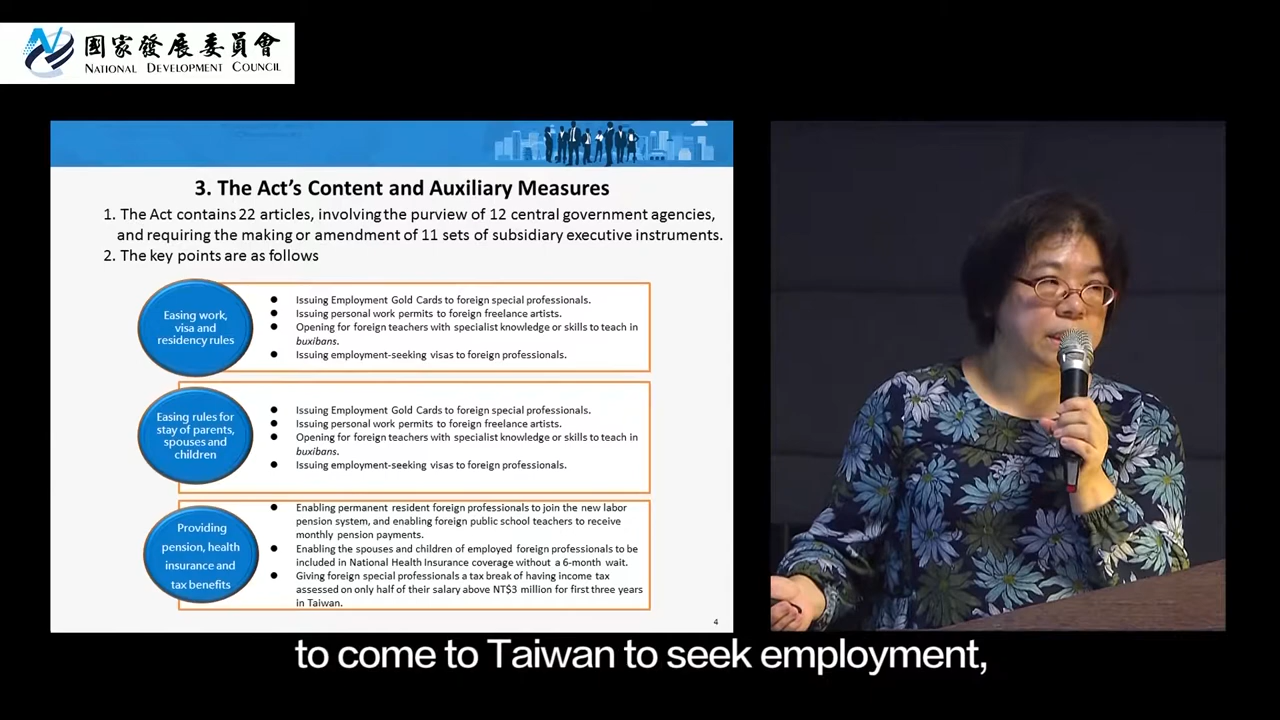 國家發展委員會
NATIONAL DEVELOPMENT COUNCIL
3. The Act's Content and Auxiliary Measures
1. The Act contains 22 articles, involving the purview of 12 central government agencies,
and requiring the making or amendment of 11 sets of subsidiary executive instruments.
2. The key points are as follows
Easing work,
visa and
residency rules
● Issuing Employment Gold Cards to foreign special professionals.
● Issuing personal work permits to foreign freelance artists.
● Opening for foreign teachers with specialist knowledge or skills to teach in
buxibans.
● Issuing employment-seeking visas to foreign professionals.
Easing rules for
stay of parents,
spouses and
children
● Issuing Employment Gold Cards to foreign special professionals.
● Issuing personal work permits to foreign freelance artists.
● Opening for foreign teachers with specialist knowledge or skills to teach in
buxibans.
● Issuing employment-seeking visas to foreign professionals.
Providing
pension, health
insurance and
tax benefits
● Enabling permanent resident foreign professionals to join the new labor
pension system, and enabling foreign public school teachers to receive
monthly pension payments.
● Enabling the spouses and children of employed foreign professionals to be
included in National Health Insurance coverage without a 6-month wait.
● Giving foreign special professionals a tax break of having income tax
assessed on only half of their salary above NT$3 million for first three years
in Taiwan.
4
to come to Taiwan to seek employment,